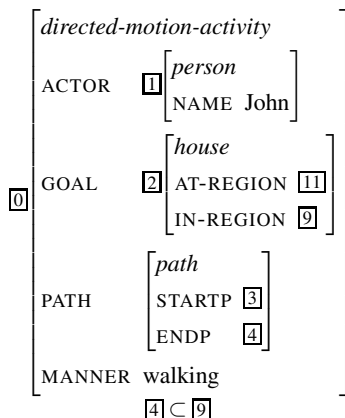 directed-motion-activity
ACTOR 1 person
NAME John
GOAL 2 house
AT-REGION 11
IN-REGION 9
0
PATH path
STARTP 3
ENDP 4
MANNER walking
4 ⊂ 9